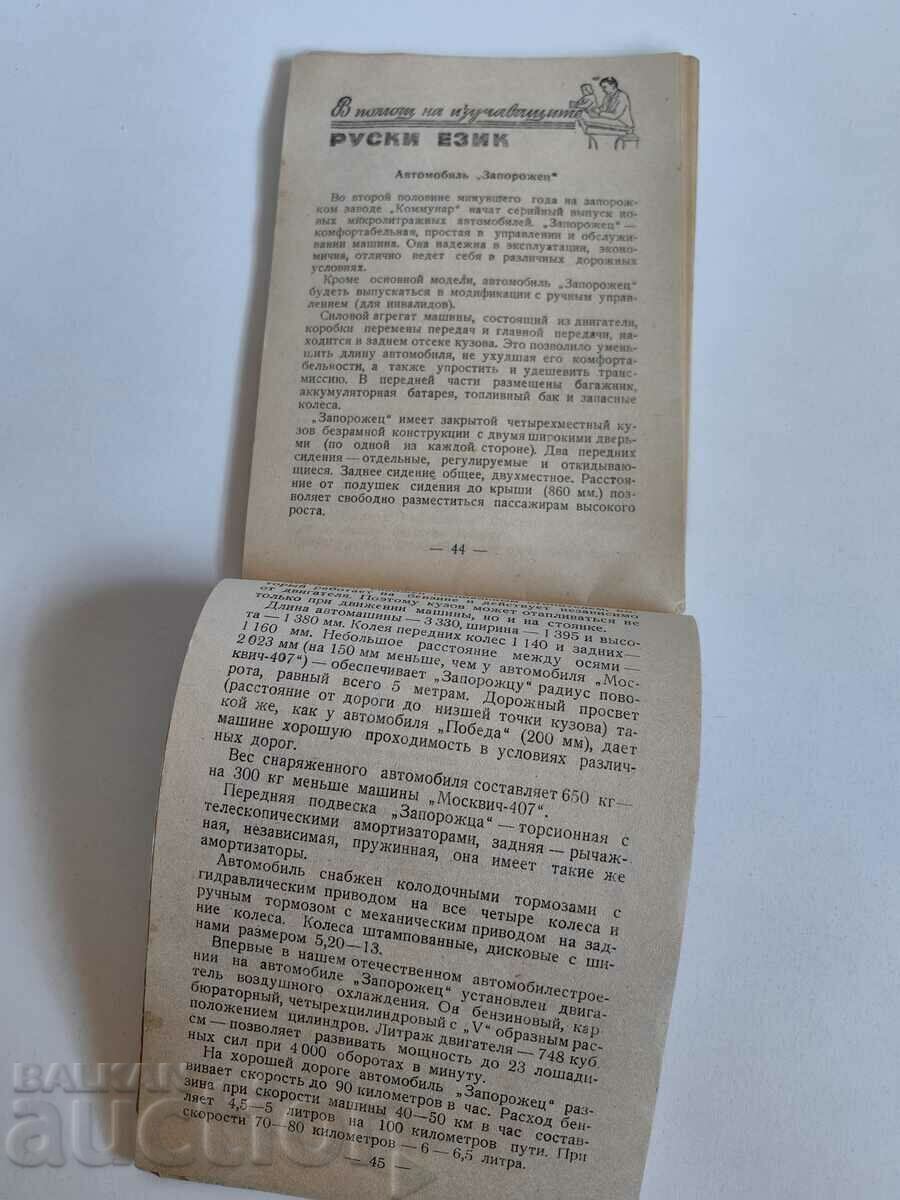 В помощ на изучаващите
РУСКИ ЕЗИК
Автомобиль „Запорожец“
Во второй половине минувшего года на запорож-
ком заводе „Коммунар“ начат серийный выпуск но-
вых микролитражных автомобилей. „Запорожец“ —
комфортабельная, простая в управлении и обслужи-
вании машина. Она надежна в эксплуатации, эконо-
мична, отлично ведет себя в различных дорожных
условиях.
Кроме основной модели, автомобиль „Запорожец“
будеть выпускаться в модификации с ручным управ-
лением (для инвалидов).
Силовой агрегат машины, состоящий из двигателя,
коробки перемены передач и главной передачи, на-
ходится в заднем отсеке кузова. Это позволило умень-
шить длину автомобиля, не ухудшая его комфорта-
бельности, а также упростить и удешевить транс-
миссию. В передней части размещены багажник,
аккумуляторная батарея, топливный бак и запасные
колеса.
„Запорожец“ имеет закрытой четырехместный ку-
зов безрамной конструкции с двумя широкими дверь-
ми (по одной из каждой стороне). Два передних
сидения — отдельные, регулируемые и откидываю-
щиеся. Заднее сидение общее, двухместное. Расстоя-
ние от подушек сидения до крыши (860 мм.) поз-
воляет свободно разместиться пассажирам высокого
роста.
— 44 —
торый работает на бензине и действует независимо
от двигателя. Поэтому кузов может отапливаться не
только при движении машины, но и на стоянке.
Длина автомашины — 3 330, ширина — 1 395 и высо-
та — 1 380 мм. Колея передних колес 1 140 и задних—
1 160 мм. Небольшое расстояние между осями —
2 023 мм (на 150 мм меньше, чем у автомобиля „Мос-
квич-407“) — обеспечивает „Запорожцу“ радиус пово-
рота, равный всего 5 метрам. Дорожный просвет
(расстояние от дороги до низшей точки кузова) та-
кой же, как у автомобиля „Победа“ (200 мм), дает
машине хорошую проходимость в условиях различ-
ных дорог.
Вес снаряженного автомобиля составляет 650 кг—
на 300 кг меньше машины „Москвич-407“.
Передняя подвеска „Запорожца“ — торсионная с
телескопическими амортизаторами, задняя — рычаж-
ная, независимая, пружинная, она имеет такие же
амортизаторы.
Автомобиль снабжен колодочными тормозами с
гидравлическим приводом на все четыре колеса и
ручным тормозом с механическим приводом на зад-
ние колеса. Колеса штампованные, дисковые с ши-
нами размером 5,20—13.
Впервые в нашем отечественном автомобилестрое-
нии на автомобиле „Запорожец“ установлен двига-
тель воздушного охлаждения. Он бензиновый, кар
бюраторный, четырехцилиндровый с „V“ образным рас-
положением цилиндров. Литраж двигателя — 748 куб.
см — позволяет развивать мощность до 23 лошади-
ных сил при 4 000 оборотах в минуту.
На хорошей дороге автомобиль „Запорожец“ раз-
вивает скорость до 90 километров в час. Расход бен-
зина при скорости машины 40—50 км в час состав-
ляет 4,5—5 литров на 100 километров пути. При
скорости 70—80 километров — 6 — 6,5 литра.
— 45 —
BALKAN
auction